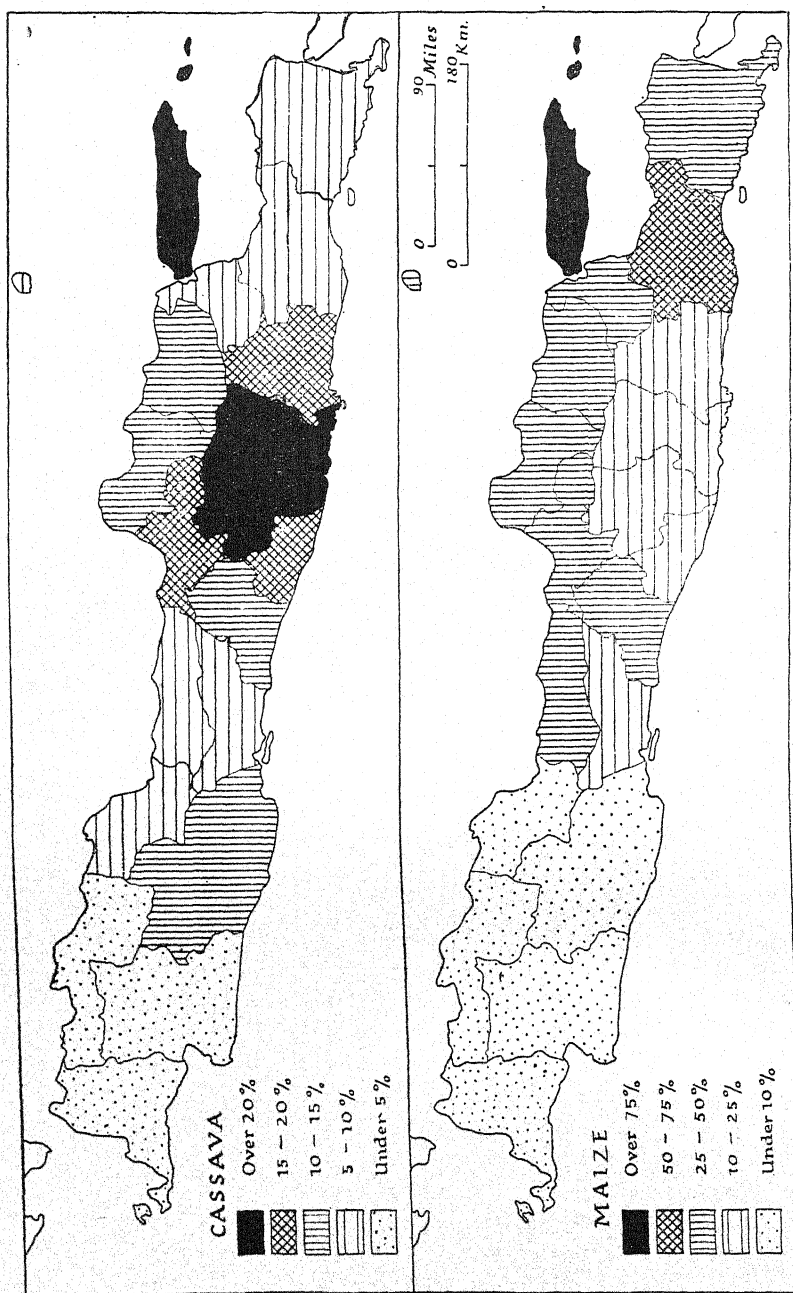 CASSAVA
Over 20%
15 – 20%
10 – 15%
5 – 10%
Under 5%
0 90 Miles
0 180 Km.
MAIZE
Over 75%
50 – 75%
25 – 50%
10 – 25%
Under 10%